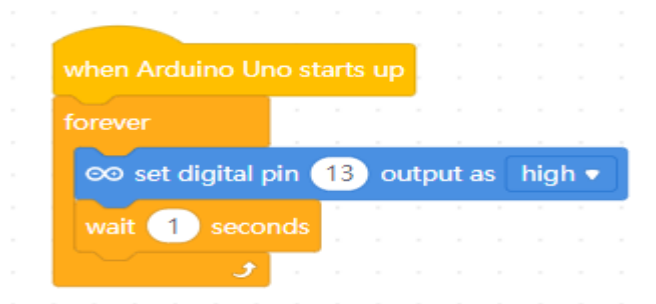 when Arduino Uno starts up
forever
set digital pin 13 output as high
wait 1 seconds